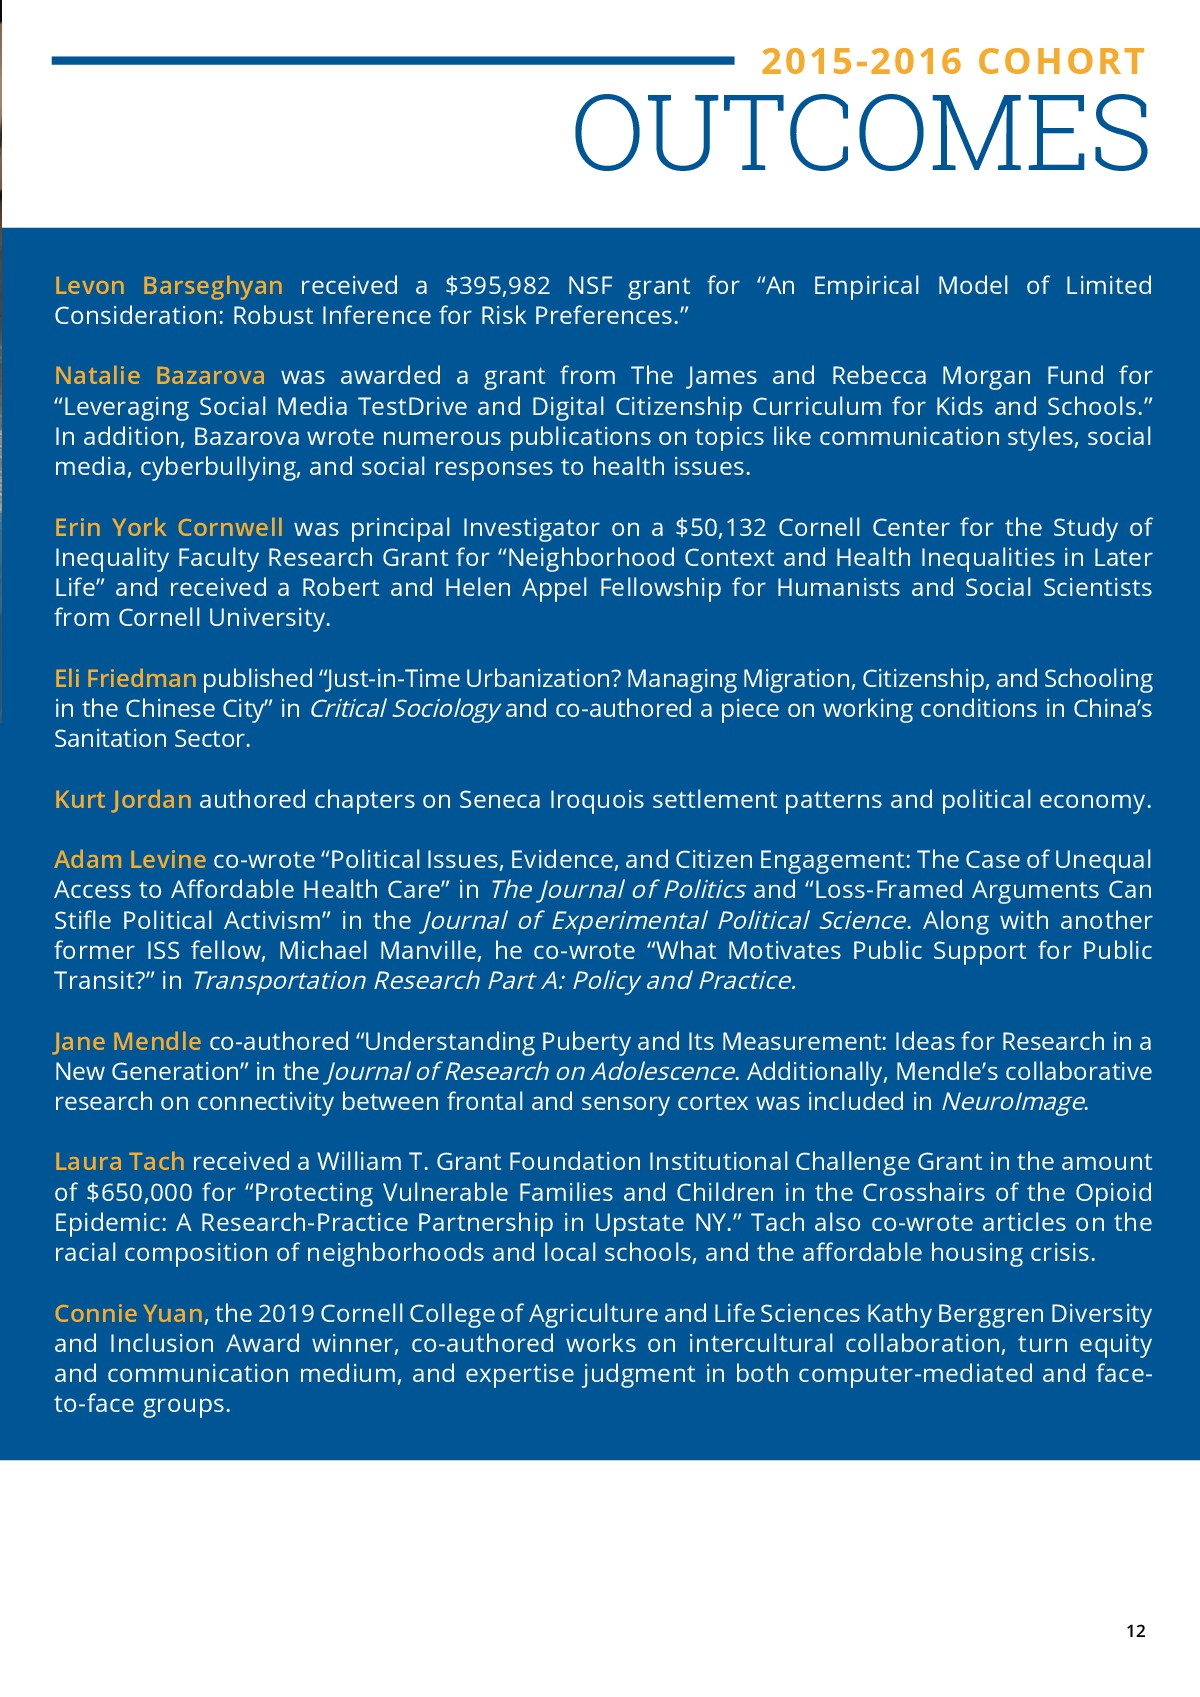 2015-2016 COHORT
OUTCOMES
Levon Barseghyan received a $395,982 NSF grant for “An Empirical Model of Limited
Consideration: Robust Inference for Risk Preferences.”
Natalie Bazarova was awarded a grant from The James and Rebecca Morgan Fund for
“Leveraging Social Media TestDrive and Digital Citizenship Curriculum for Kids and Schools.”
In addition, Bazarova wrote numerous publications on topics like communication styles, social
media, cyberbullying, and social responses to health issues.
Erin York Cornwell was principal Investigator on a $50,132 Cornell Center for the Study of
Inequality Faculty Research Grant for “Neighborhood Context and Health Inequalities in Later
Life” and received a Robert and Helen Appel Fellowship for Humanists and Social Scientists
from Cornell University.
Eli Friedman published “Just-in-Time Urbanization? Managing Migration, Citizenship, and Schooling
in the Chinese City” in Critical Sociology and co-authored a piece on working conditions in China’s
Sanitation Sector.
Kurt Jordan authored chapters on Seneca Iroquois settlement patterns and political economy.
Adam Levine co-wrote “Political Issues, Evidence, and Citizen Engagement: The Case of Unequal
Access to Affordable Health Care” in The Journal of Politics and “Loss-Framed Arguments Can
Stifle Political Activism” in the Journal of Experimental Political Science. Along with another
former ISS fellow, Michael Manville, he co-wrote “What Motivates Public Support for Public
Transit?” in Transportation Research Part A: Policy and Practice.
Jane Mendle co-authored “Understanding Puberty and Its Measurement: Ideas for Research in a
New Generation” in the Journal of Research on Adolescence. Additionally, Mendle’s collaborative
research on connectivity between frontal and sensory cortex was included in NeuroImage.
Laura Tach received a William T. Grant Foundation Institutional Challenge Grant in the amount
of $650,000 for “Protecting Vulnerable Families and Children in the Crosshairs of the Opioid
Epidemic: A Research-Practice Partnership in Upstate NY.” Tach also co-wrote articles on the
racial composition of neighborhoods and local schools, and the affordable housing crisis.
Connie Yuan, the 2019 Cornell College of Agriculture and Life Sciences Kathy Berggren Diversity
and Inclusion Award winner, co-authored works on intercultural collaboration, turn equity
and communication medium, and expertise judgment in both computer-mediated and face-
to-face groups.
12